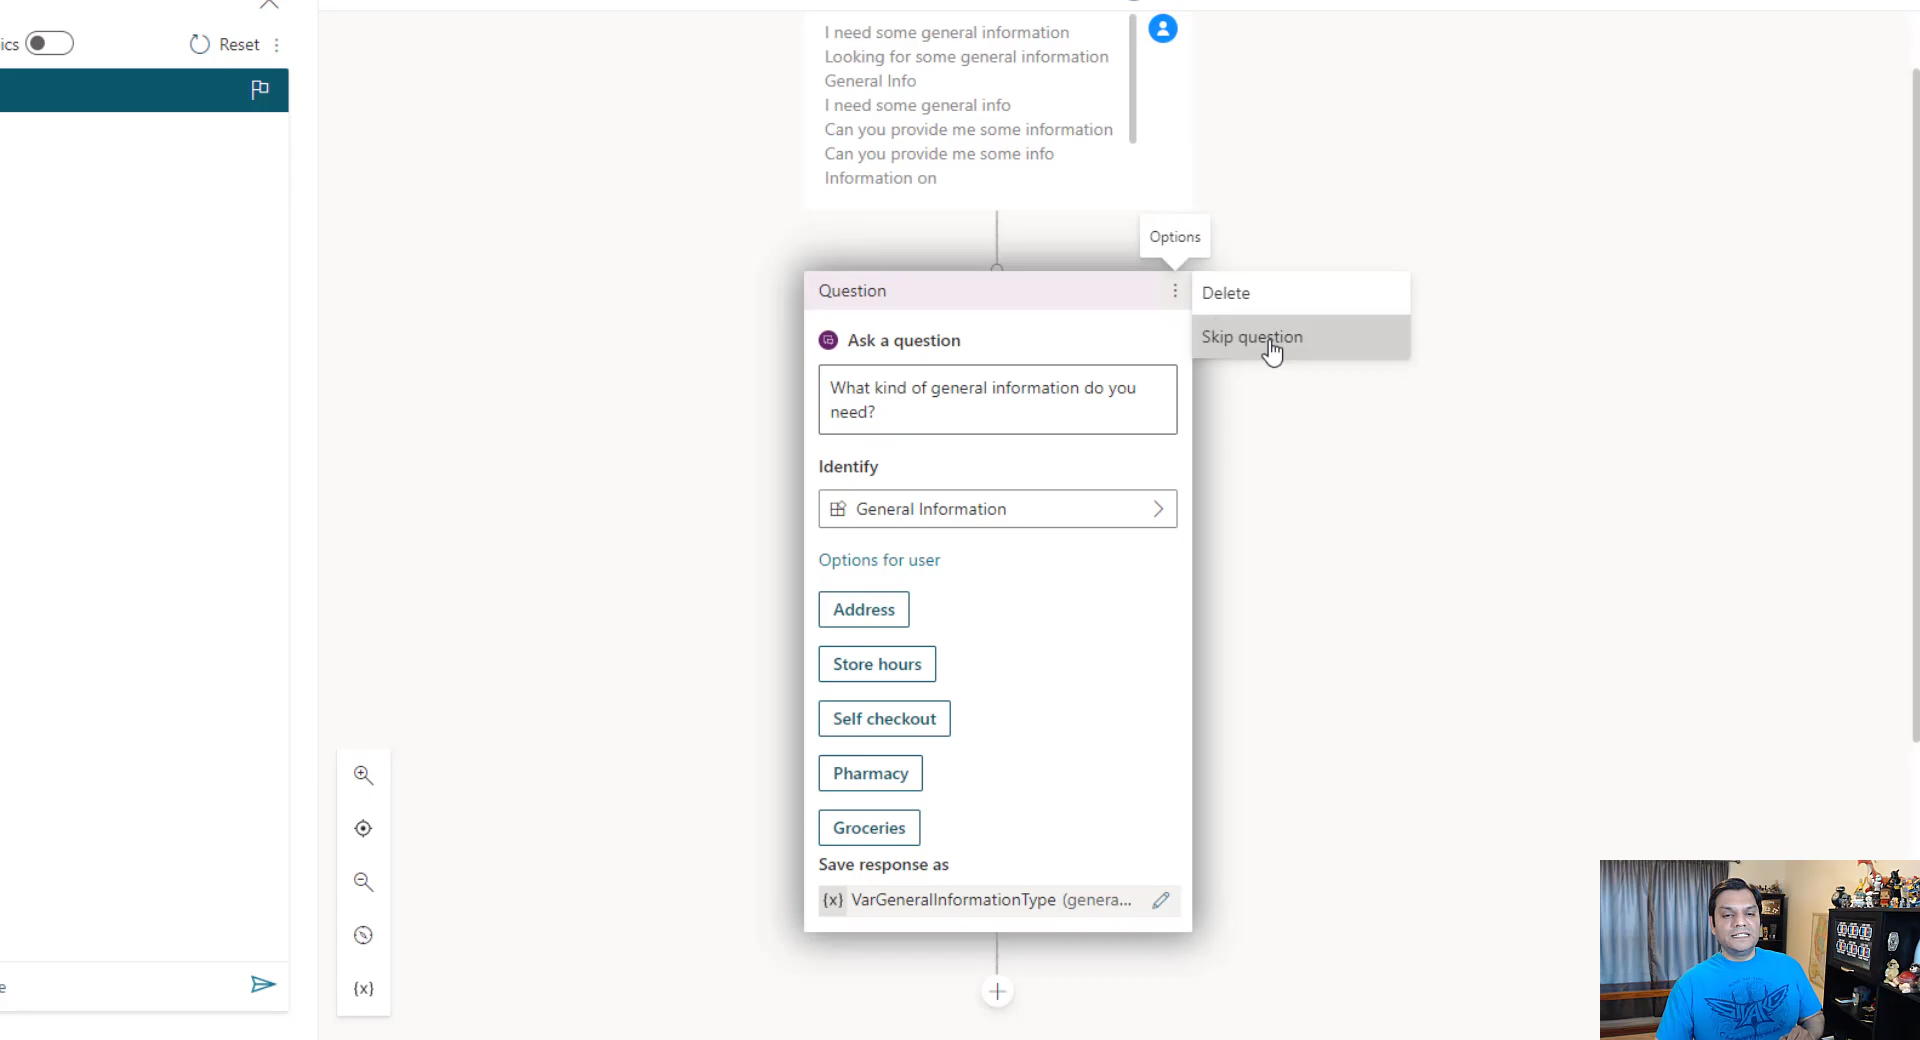 ics
Reset
I need some general information
Looking for some general information
General Info
I need some general info
Can you provide me some information
Can you provide me some info
Information on
Options
Question
Delete
Skip question
Ask a question
What kind of general information do you
need?
Identify
General Information
Options for user
Address
Store hours
Self checkout
Pharmacy
Groceries
Save response as
{x} VarGeneralInformationType (genera...
{x}
e